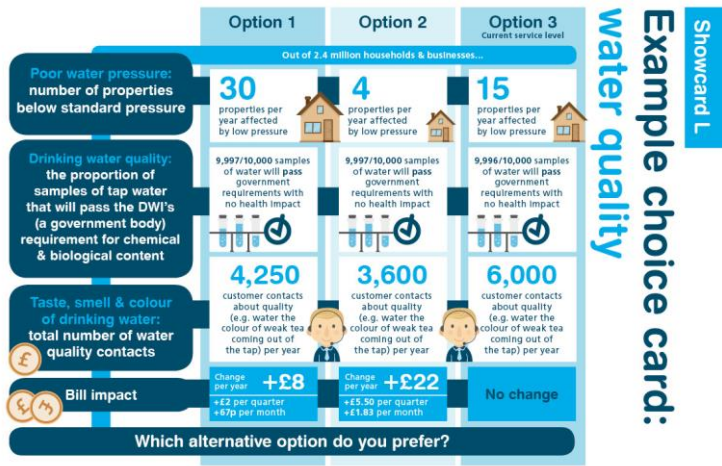 Showcard L
Example choice card:
water quality
Option 1
Option 2
Option 3
Current service level
Out of 2.4 million households & businesses...
Poor water pressure:
number of properties
below standard pressure
30
properties per
year affected
by low pressure
4
properties per
year affected
by low pressure
15
properties per
year affected
by low pressure
Drinking water quality:
the proportion of
samples of tap water
that will pass the DWI's
(a government body)
requirement for chemical
& biological content
9,997/10,000 samples
of water will pass
government
requirements with
no health impact
9,997/10,000 samples
of water will pass
government
requirements with
no health impact
9,996/10,000 samples
of water will pass
government
requirements with
no health impact
Taste, smell & colour
of drinking water:
total number of water
quality contacts
£
4,250
customer contacts
about quality
(e.g. water the
colour of weak tea
coming out of
the tap) per year
3,600
customer contacts
about quality
(e.g. water the
colour of weak tea
coming out of
the tap) per year
6,000
customer contacts
about quality
(e.g. water the
colour of weak tea
coming out of
the tap) per year
Bill impact
£ £
Change
per year +£8
+£2 per quarter
+67p per month
Change
per year +£22
+£5.50 per quarter
+£1.83 per month
No change
Which alternative option do you prefer?